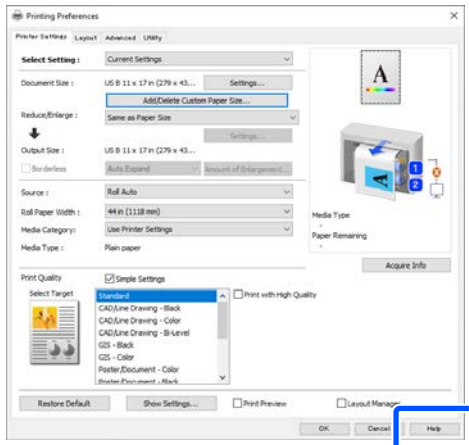 Printing Preferences
Printer Settings Layout Advanced Utility
Select Setting : Current Settings
Document Size : US B 11 x 17 in (279 x 43... Settings...
Add/Delete Custom Paper Size...
Reduce/Enlarge : Same as Paper Size
Settings...
Output Size : US B 11 x 17 in (279 x 43...
Borderless Auto Expand Amount of Enlargement...
Source : Roll Auto
Roll Paper Width : 44 in (1118 mm)
Media Category: Use Printer Settings
Media Type : Plain paper
A
A
1
2
Media Type
-
Paper Remaining
-
Acquire Info
Print Quality Simple Settings
Select Target
Standard
CAD/Line Drawing - Black
CAD/Line Drawing - Color
CAD/Line Drawing - Bi-Level
GIS - Black
GIS - Color
Poster/Document - Color
Poster/Document - Black
Print with High Quality
Restore Default Show Settings... Print Preview Layout Manager
OK Cancel Help